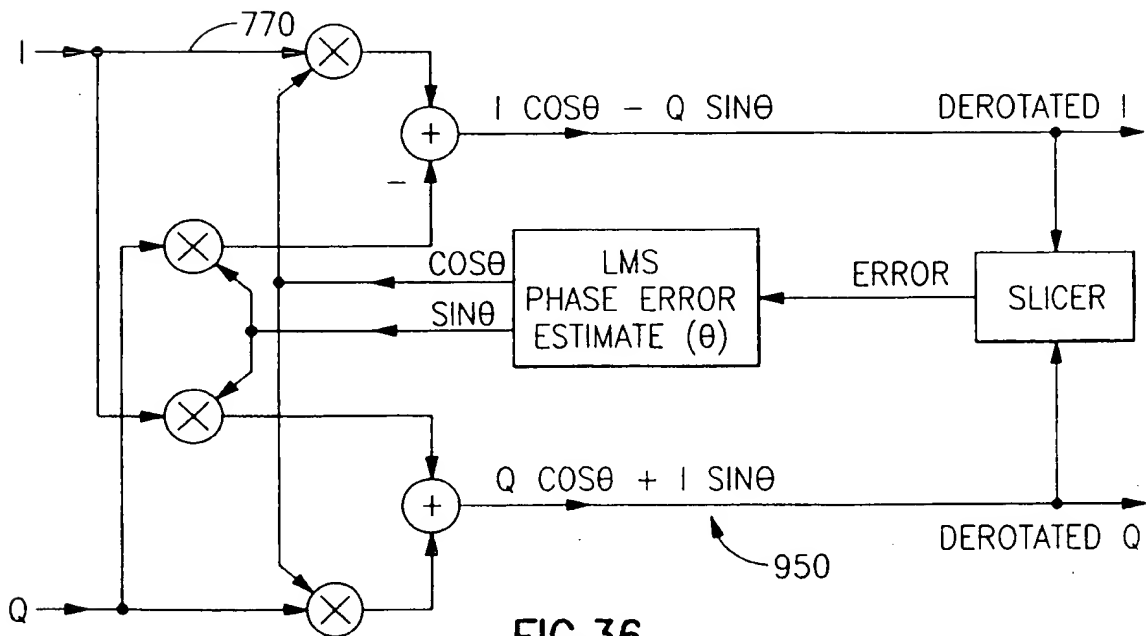 I
770
×
+
I COSθ – Q SINθ
DEROTATED I
–
×
COSθ
SINθ
LMS
PHASE ERROR
ESTIMATE (θ)
ERROR
SLICER
×
+
Q COSθ + I SINθ
950
DEROTATED Q
Q
×
FIG. 36